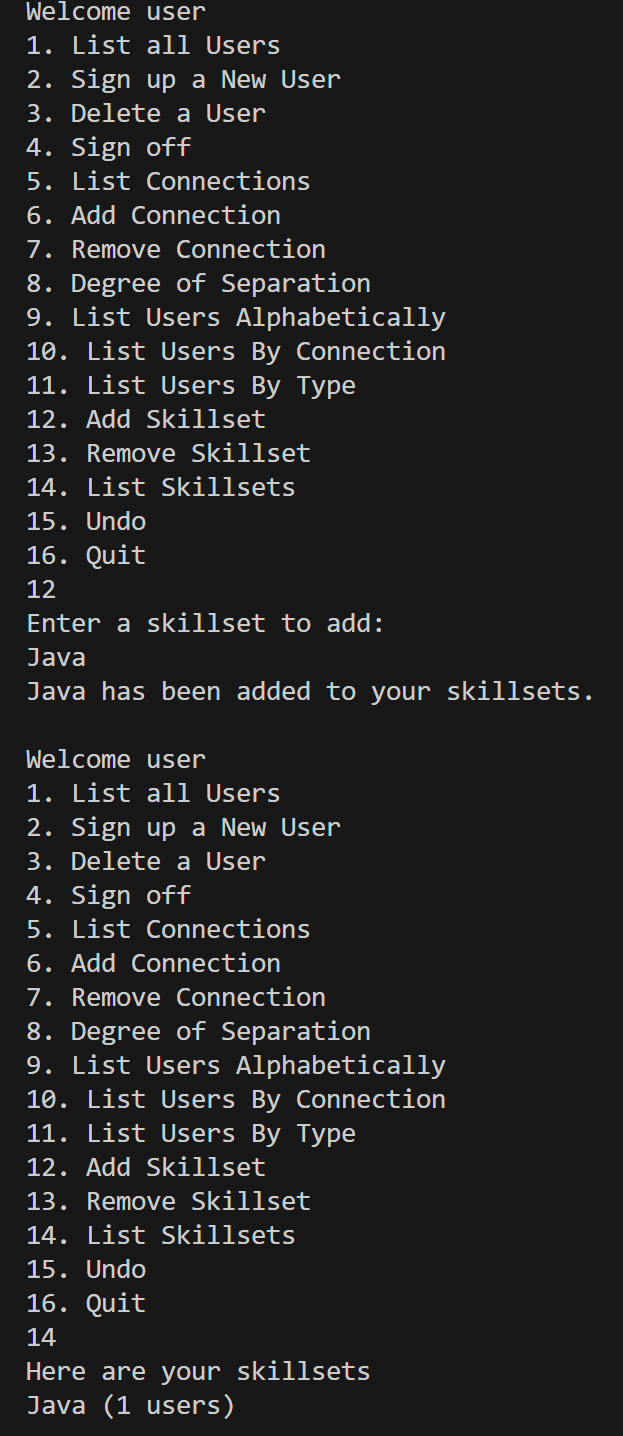 Welcome user
1. List all Users
2. Sign up a New User
3. Delete a User
4. Sign off
5. List Connections
6. Add Connection
7. Remove Connection
8. Degree of Separation
9. List Users Alphabetically
10. List Users By Connection
11. List Users By Type
12. Add Skillset
13. Remove Skillset
14. List Skillsets
15. Undo
16. Quit
12
Enter a skillset to add:
Java
Java has been added to your skillsets.
Welcome user
1. List all Users
2. Sign up a New User
3. Delete a User
4. Sign off
5. List Connections
6. Add Connection
7. Remove Connection
8. Degree of Separation
9. List Users Alphabetically
10. List Users By Connection
11. List Users By Type
12. Add Skillset
13. Remove Skillset
14. List Skillsets
15. Undo
16. Quit
14
Here are your skillsets
Java (1 users)